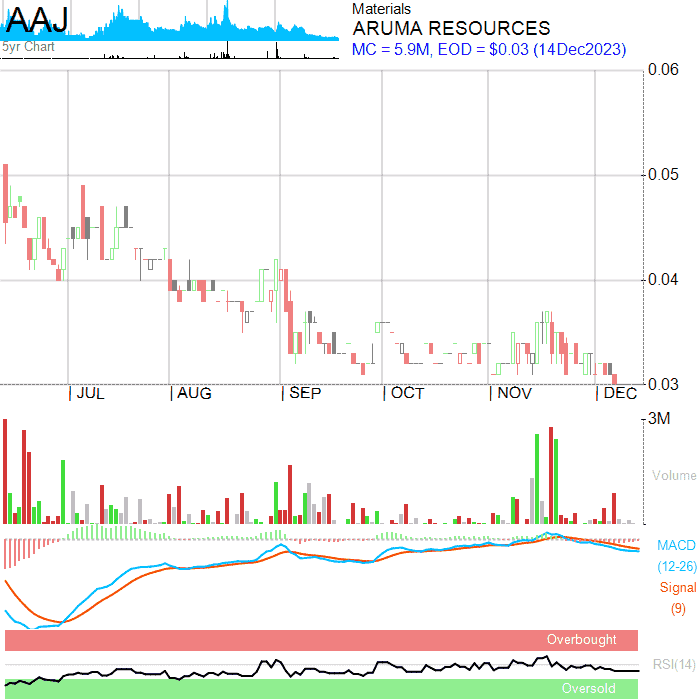 AAJ
5yr Chart
Materials
ARUMA RESOURCES
MC = 5.9M, EOD = $0.03 (14Dec2023)
0.06
0.05
0.04
0.03
JUL AUG SEP OCT NOV DEC
3M
Volume
MACD
(12-26)
Signal
(9)
Overbought
RSI(14)
Oversold